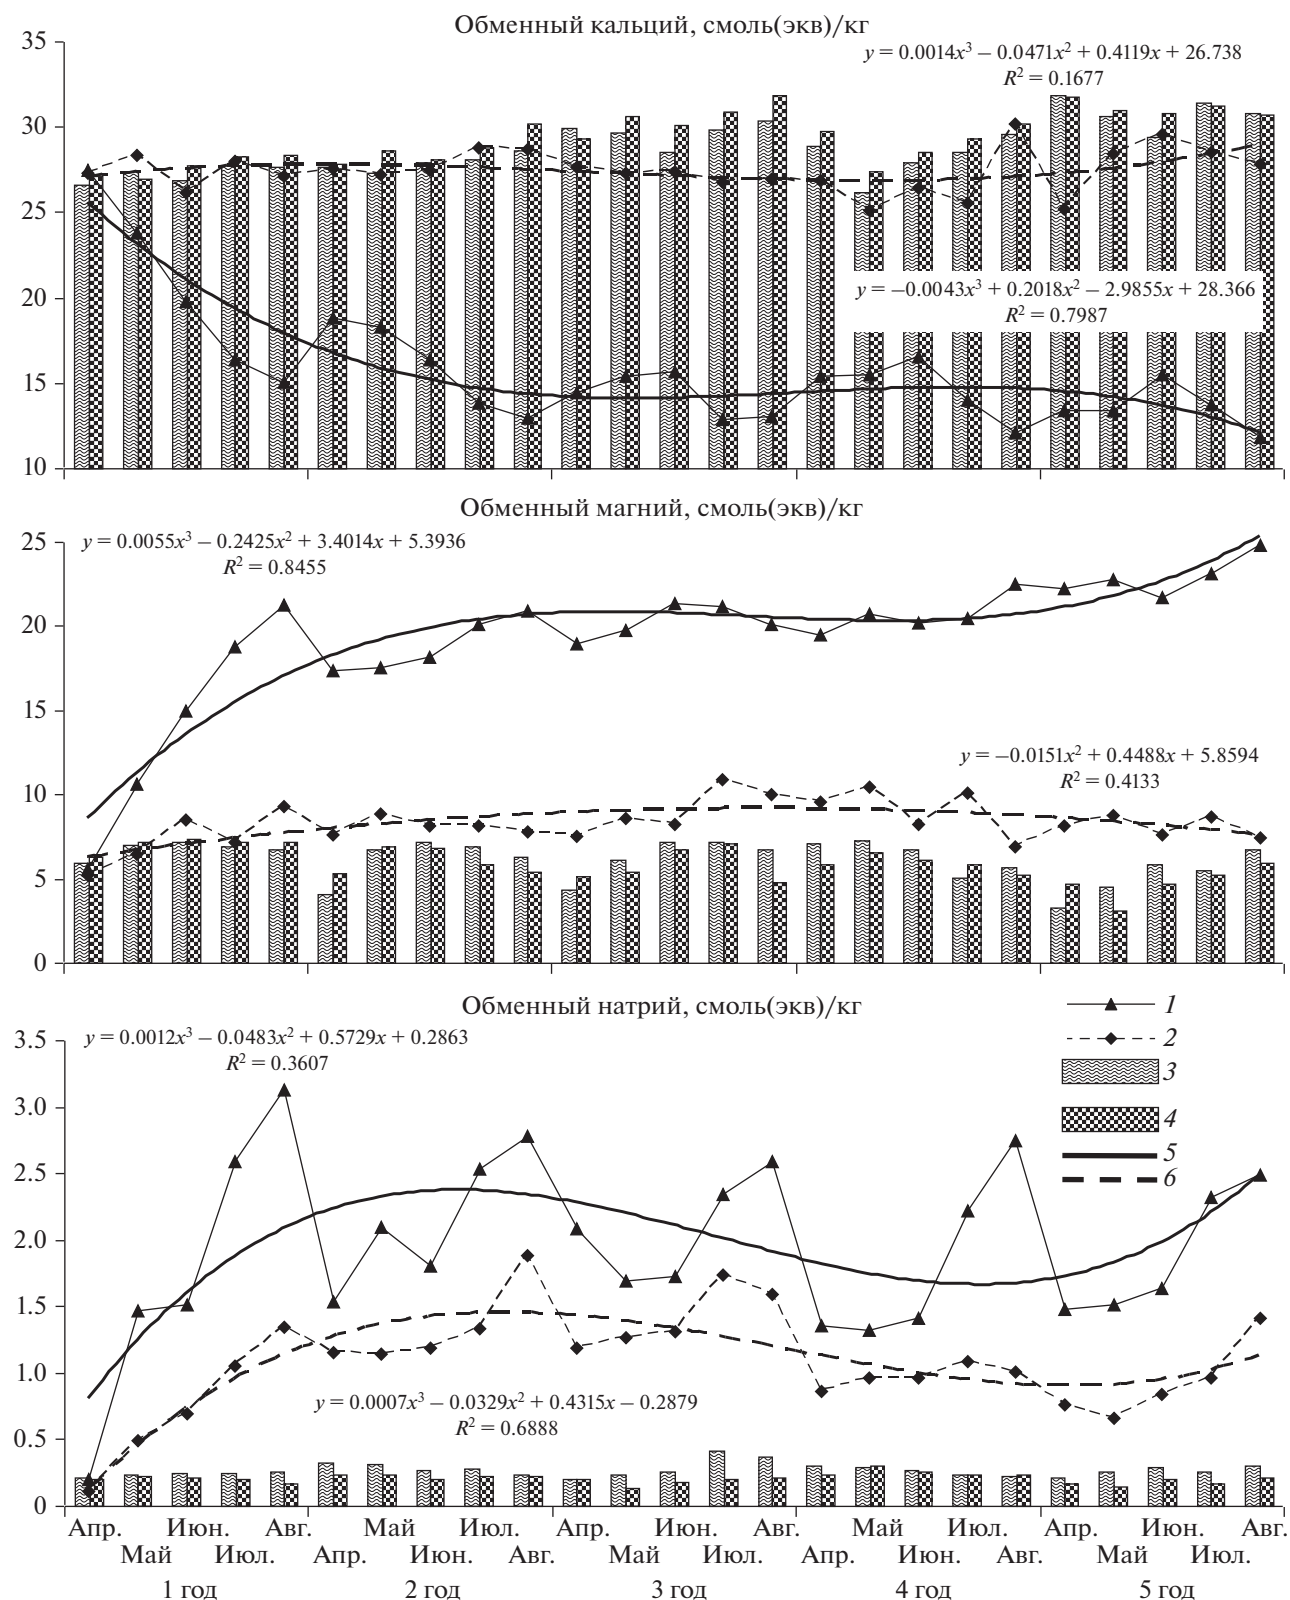 Обменный кальций, смоль(экв)/кг
y = 0.0014x³ – 0.0471x² + 0.4119x + 26.738
R² = 0.1677
35
30
25
20
15
10
y = –0.0043x³ + 0.2018x² – 2.9855x + 28.366
R² = 0.7987
Обменный магний, смоль(экв)/кг
y = 0.0055x³ – 0.2425x² + 3.4014x + 5.3936
R² = 0.8455
25
20
15
10
5
0
y = –0.0151x² + 0.4488x + 5.8594
R² = 0.4133
Обменный натрий, смоль(экв)/кг
y = 0.0012x³ – 0.0483x² + 0.5729x + 0.2863
R² = 0.3607
3.5
3.0
2.5
2.0
1.5
1.0
0.5
0
1
2
3
4
5
6
y = 0.0007x³ – 0.0329x² + 0.4315x – 0.2879
R² = 0.6888
Апр. Июн. Авг. Май Июл. Апр. Июн. Авг. Май Июл. Апр. Июн. Авг.
Май Июл. Апр. Июн. Авг. Май Июл. Апр. Июн. Авг. Май Июл.
1 год 2 год 3 год 4 год 5 год